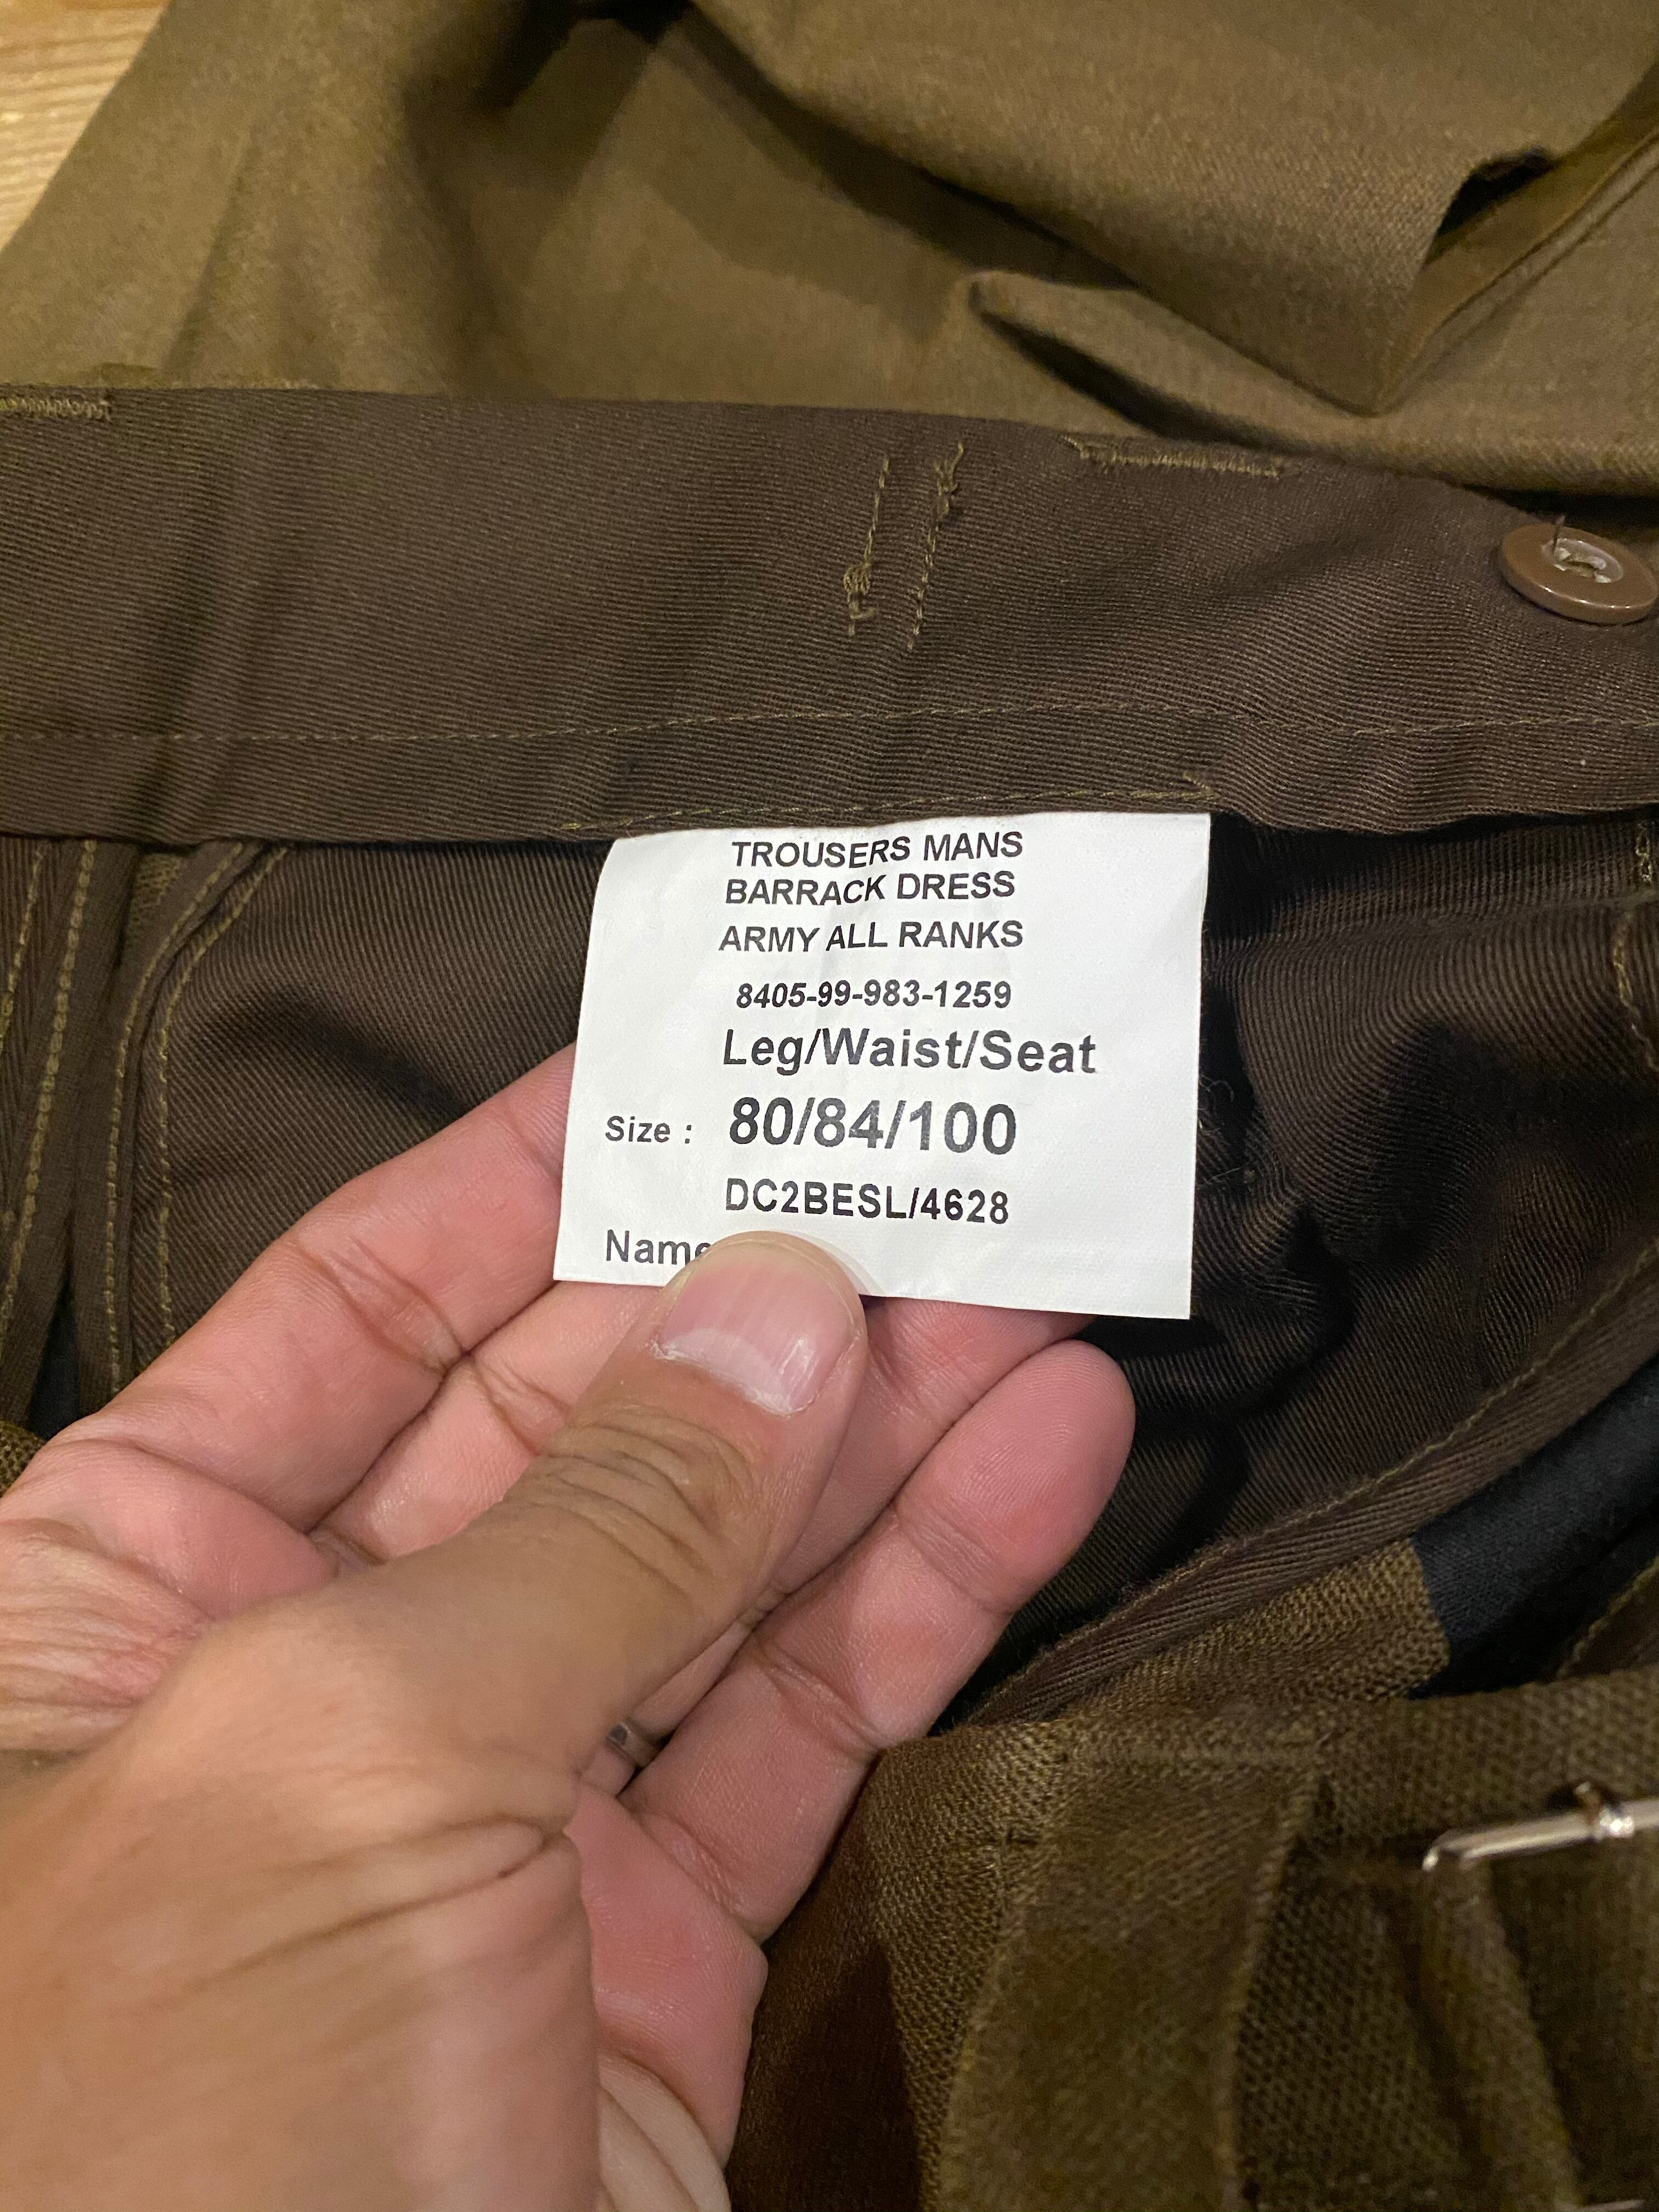 TROUSERS MANS
BARRACK DRESS
ARMY ALL RANKS
8405-99-983-1259
Leg/Waist/Seat
Size : 80/84/100
DC2BESL/4628
Name